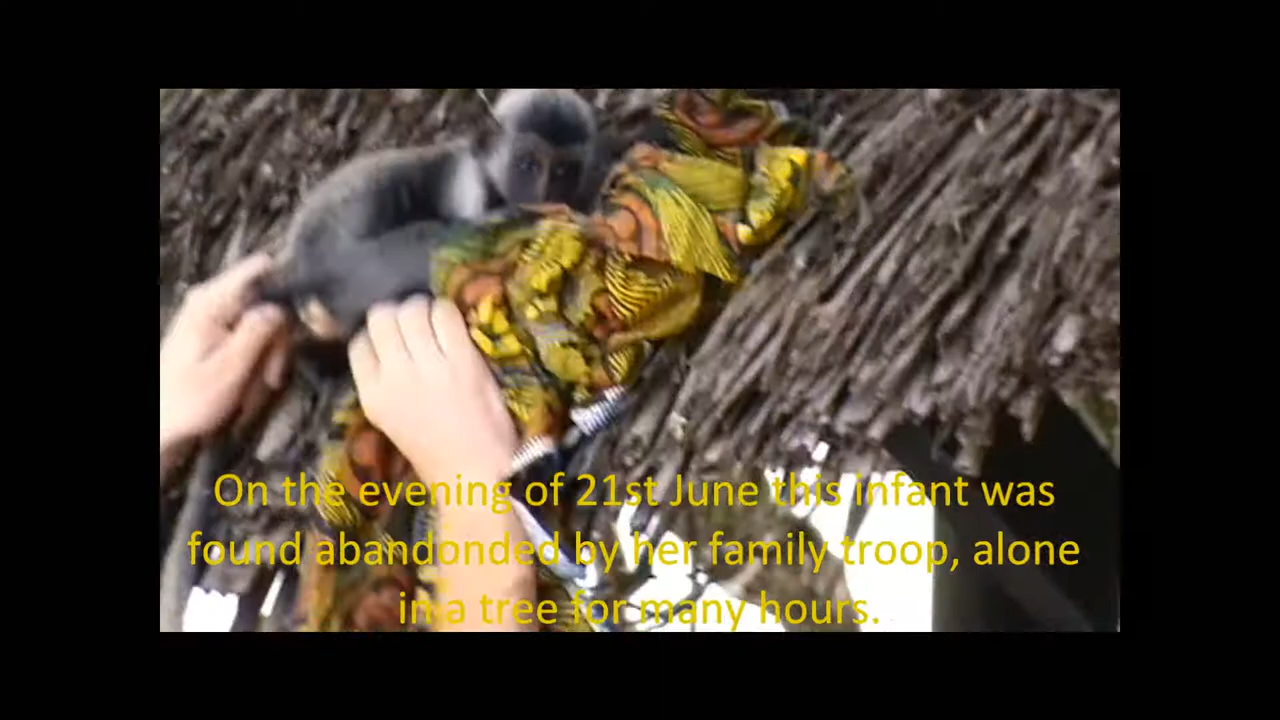 On the evening of 21st June this infant was
found abandonded by her family troop, alone
in a tree for many hours.